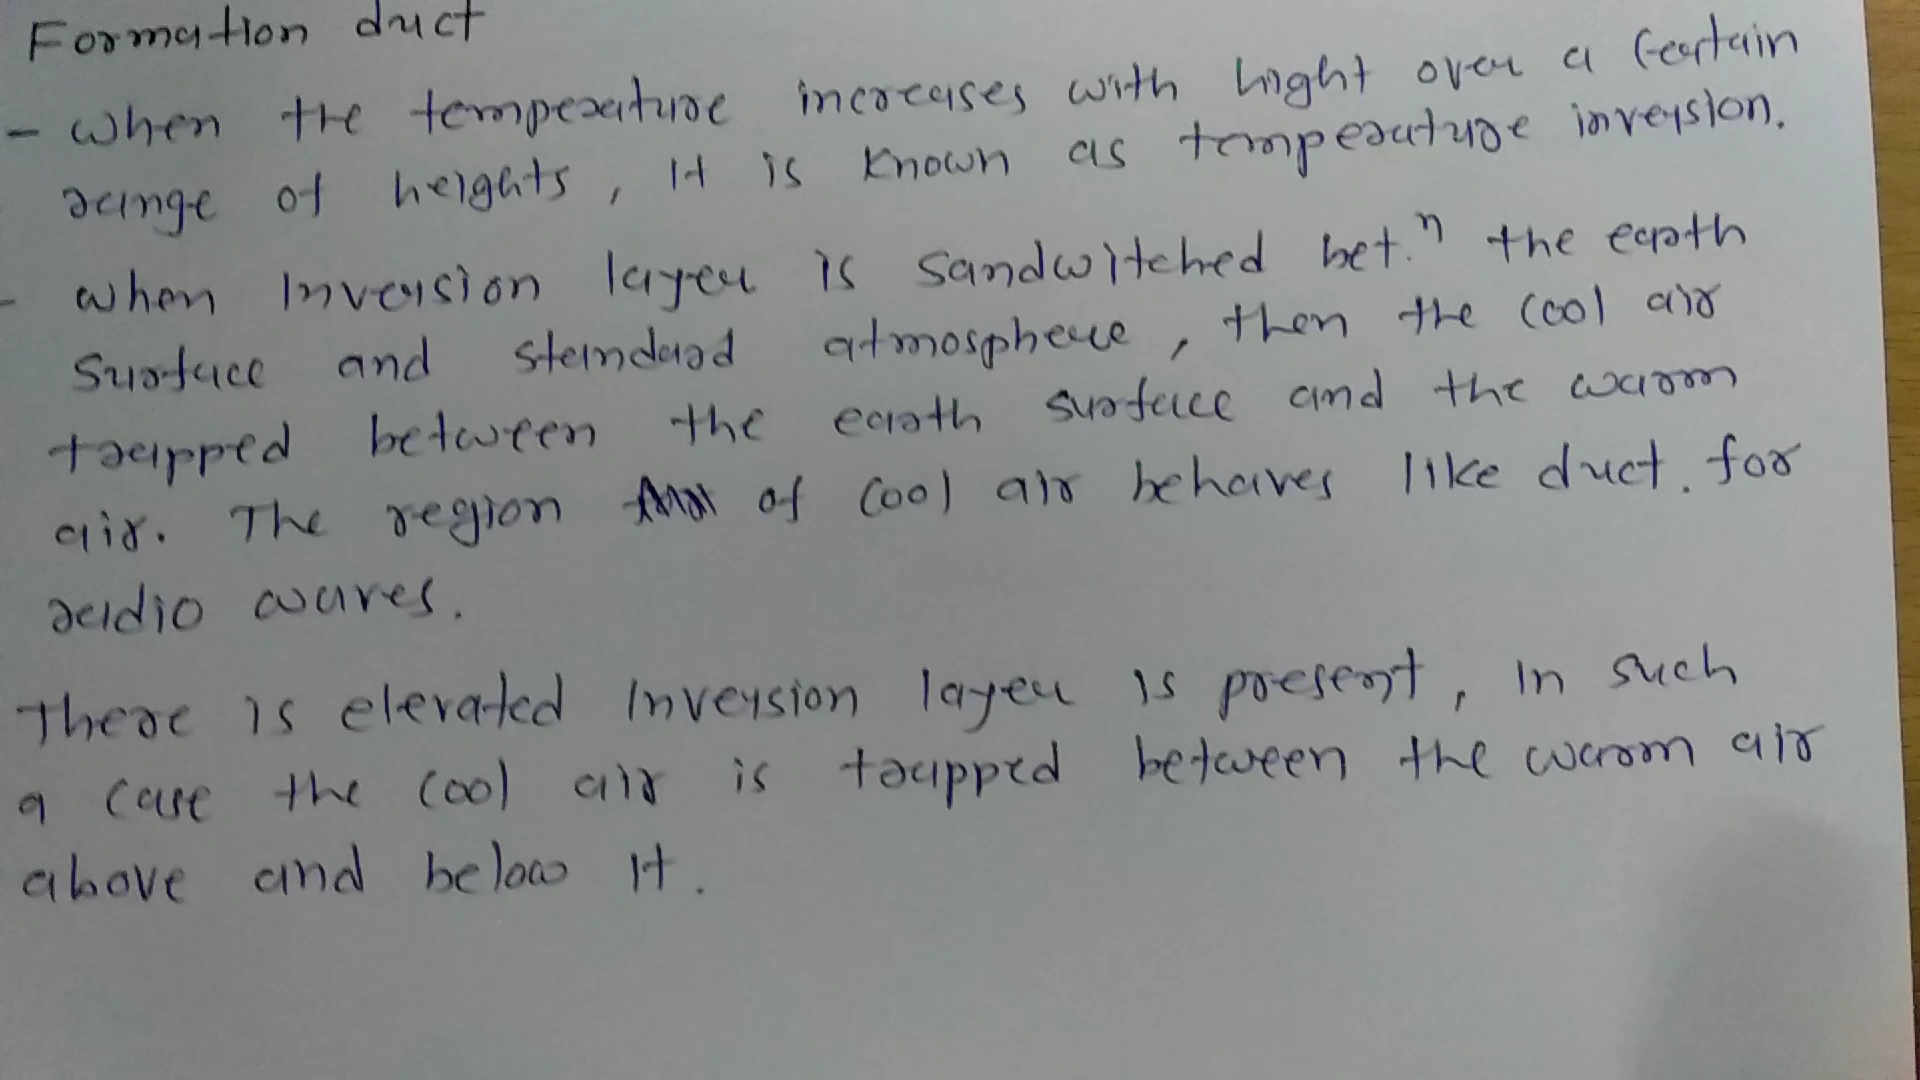 Formation duct
- when the temperature increases with hight over a certain
range of heights, it is known as temperature inversion.
- when inversion layer is sandwitched bet.n the earth
surface and standard atmosphere, then the cool air
trapped between the earth surface and the warm
air. The region of cool air behaves like duct. for
radio waves.
There is elevated inversion layer is present, in such
a case the cool air is trapped between the warm air
above and below it.